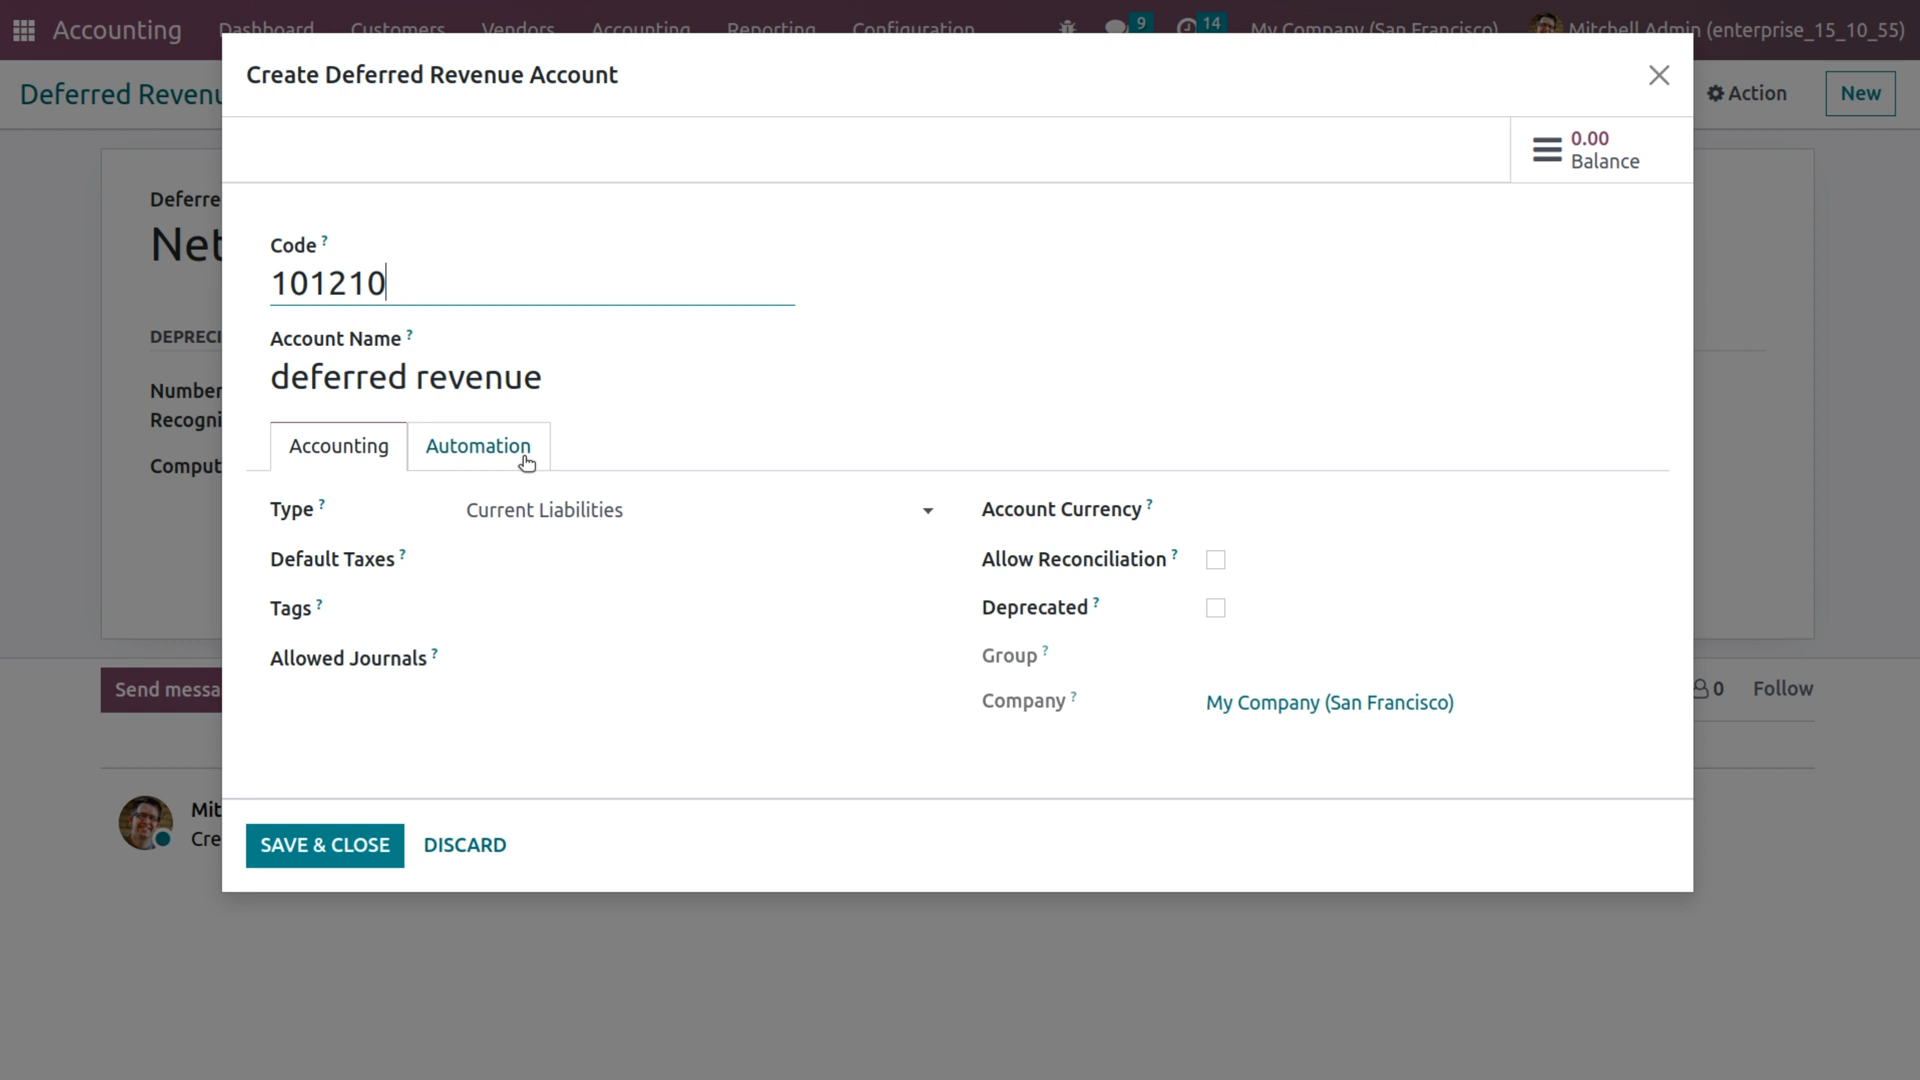 Accounting Dashboard Customers Vendors Accounting Reporting Configuration 9 14 My Company (San Francisco) Mitchell Admin (enterprise_15_10_55)
Deferred Revenu
Action
New
Create Deferred Revenue Account
0.00
Balance
Deferre
Net
Code ?
101210
Account Name ?
deferred revenue
DEPRECI
Number
Recogni
Comput
Accounting Automation
Type ? Current Liabilities
Default Taxes ?
Tags ?
Allowed Journals ?
Account Currency ?
Allow Reconciliation ?
Deprecated ?
Group ?
Company ? My Company (San Francisco)
Send messa
0 Follow
Mit
Cre
SAVE & CLOSE DISCARD